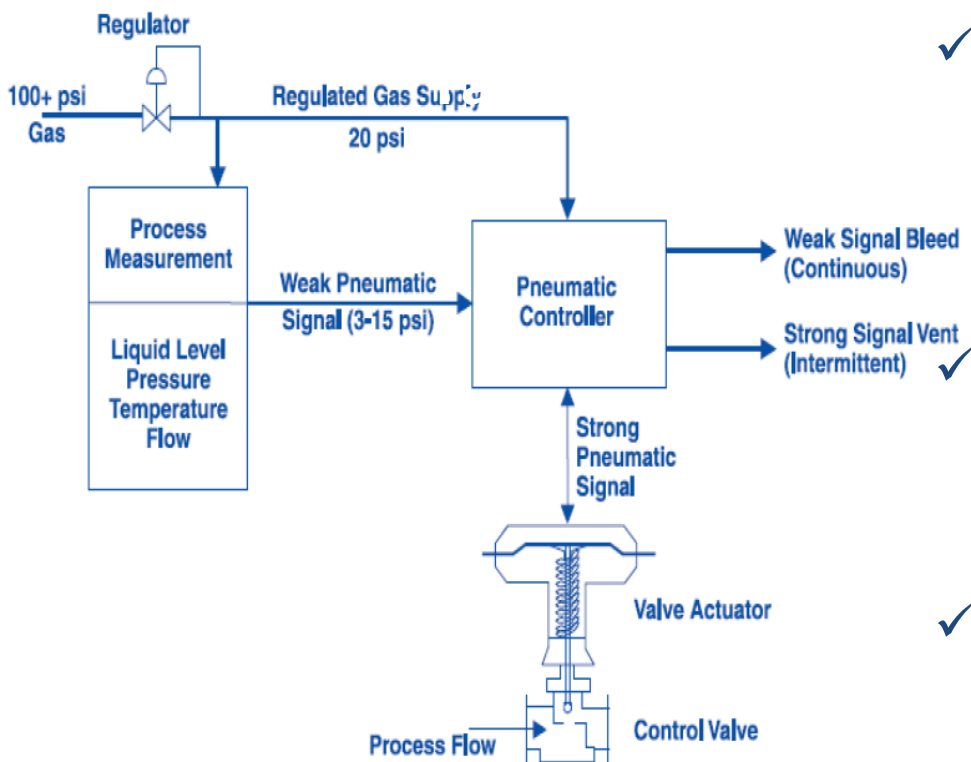 Regulator
100+ psi
Gas
Regulated Gas Supply
20 psi
Process
Measurement
Weak Pneumatic
Signal (3-15 psi)
Liquid Level
Pressure
Temperature
Flow
Pneumatic
Controller
Weak Signal Bleed
(Continuous)
Strong Signal Vent
(Intermittent)
Strong
Pneumatic
Signal
Valve Actuator
Control Valve
Process Flow